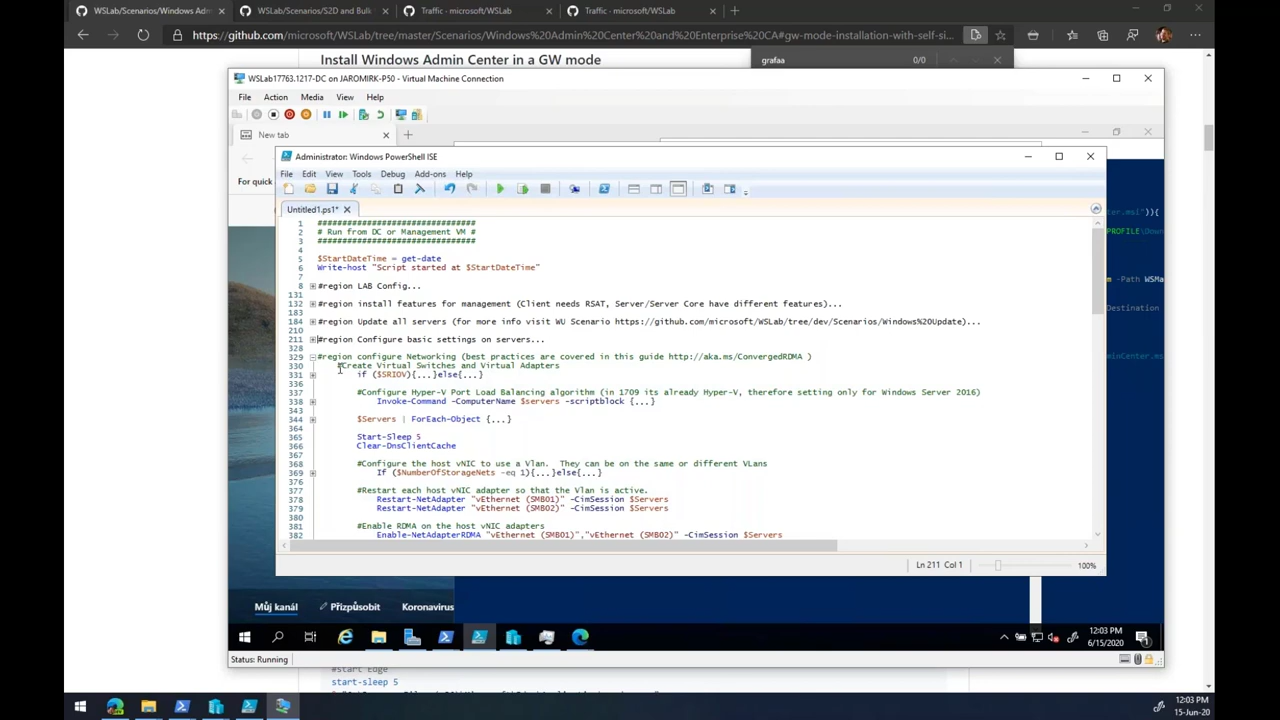 WSLab/Scenarios/Windows Adm
WSLab/Scenarios/S2D and Bulk
Traffic · microsoft/WSLab
Traffic · microsoft/WSLab
https://github.com/microsoft/WSLab/tree/master/Scenarios/Windows%20Admin%20Center%20and%20Enterprise%20CA#gw-mode-installation-with-self-si...
Install Windows Admin Center in a GW mode
grafaa
0/0
WSLab17763.1217-DC on JAROMIRK-P50 - Virtual Machine Connection
File Action Media View Help
New tab
For quick
Administrator: Windows PowerShell ISE
File Edit View Tools Debug Add-ons Help
Untitled1.ps1*
1 #################################
2 # Run from DC or Management VM #
3 #################################
4
5 $StartDateTime = get-date
6 Write-host "Script started at $StartDateTime"
7
8 #region LAB Config...
131
132 #region install features for management (Client needs RSAT, Server/Server Core have different features)...
183
184 #region Update all servers (for more info visit WU Scenario https://github.com/microsoft/WSLab/tree/dev/Scenarios/Windows%20Update)...
210
211 #region Configure basic settings on servers...
328
329 #region configure Networking (best practices are covered in this guide http://aka.ms/ConvergedRDMA )
330 #Create Virtual Switches and Virtual Adapters
331 if ($SRIOV){...}else{...}
336
337 #Configure Hyper-V Port Load Balancing algorithm (in 1709 its already Hyper-V, therefore setting only for Windows Server 2016)
338 Invoke-Command -ComputerName $servers -scriptblock {...}
343
344 $Servers | ForEach-Object {...}
364
365 Start-Sleep 5
366 Clear-DnsClientCache
367
368 #Configure the host vNIC to use a Vlan. They can be on the same or different VLans
369 If ($NumberOfStorageNets -eq 1){...}else{...}
376
377 #Restart each host vNIC adapter so that the Vlan is active.
378 Restart-NetAdapter "vEthernet (SMB01)" -CimSession $Servers
379 Restart-NetAdapter "vEthernet (SMB02)" -CimSession $Servers
380
381 #Enable RDMA on the host vNIC adapters
382 Enable-NetAdapterRDMA "vEthernet (SMB01)","vEthernet (SMB02)" -CimSession $Servers
ter.msi")){
PROFILE\Down
m -Path WSMa
Destination
minCenter.ms
Ln 211 Col 1
100%
Můj kanál
Přizpůsobit
Koronavirus
12:03 PM
6/15/2020
Status: Running
#start Edge
start-sleep 5
12:03 PM
15-Jun-20